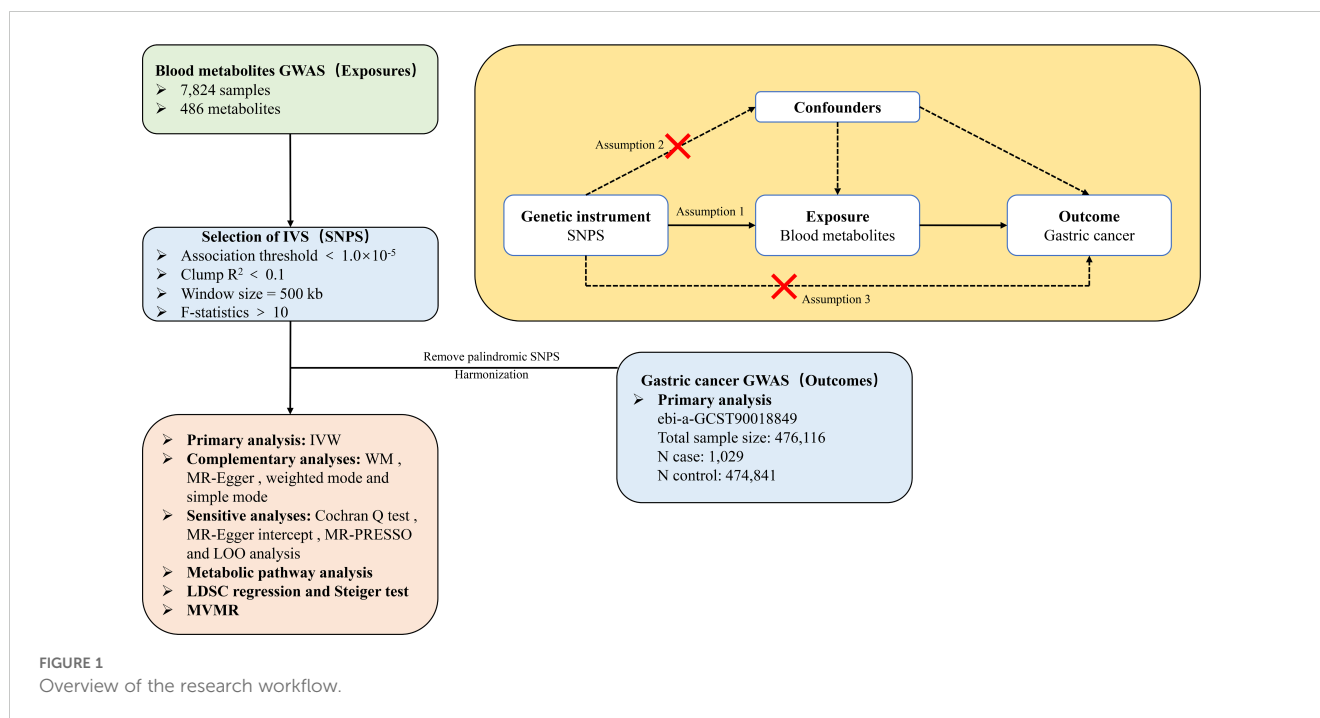 Blood metabolites GWAS（Exposures）
➢ 7,824 samples
➢ 486 metabolites
Selection of IVS（SNPS）
➢ Association threshold < 1.0×10⁻⁵
➢ Clump R² < 0.1
➢ Window size = 500 kb
➢ F-statistics > 10
Confounders
Assumption 2
Genetic instrument
SNPS
Assumption 1
Exposure
Blood metabolites
Outcome
Gastric cancer
Assumption 3
Remove palindromic SNPS
Harmonization
Gastric cancer GWAS（Outcomes）
➢ Primary analysis
ebi-a-GCST90018849
Total sample size: 476,116
N case: 1,029
N control: 474,841
➢ Primary analysis: IVW
➢ Complementary analyses: WM ,
MR-Egger , weighted mode and
simple mode
➢ Sensitive analyses: Cochran Q test ,
MR-Egger intercept , MR-PRESSO
and LOO analysis
➢ Metabolic pathway analysis
➢ LDSC regression and Steiger test
➢ MVMR
FIGURE 1
Overview of the research workflow.